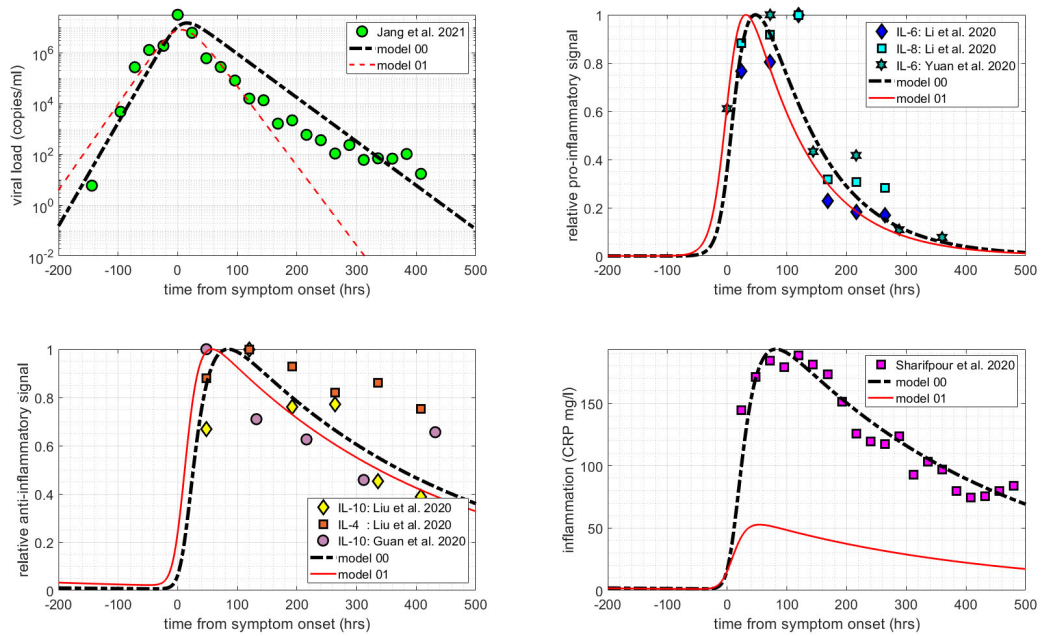 viral load (copies/ml)
10^6
10^4
10^2
10^0
10^-2
Jang et al. 2021
model 00
model 01
-200 -100 0 100 200 300 400 500
time from symptom onset (hrs)
relative pro-inflammatory signal
1
0.8
0.6
0.4
0.2
0
IL-6: Li et al. 2020
IL-8: Li et al. 2020
IL-6: Yuan et al. 2020
model 00
model 01
-200 -100 0 100 200 300 400 500
time from symptom onset (hrs)
relative anti-inflammatory signal
1
0.8
0.6
0.4
0.2
0
IL-10: Liu et al. 2020
IL-4 : Liu et al. 2020
IL-10: Guan et al. 2020
model 00
model 01
-200 -100 0 100 200 300 400 500
time from symptom onset (hrs)
inflammation (CRP mg/l)
150
100
50
0
Sharifpour et al. 2020
model 00
model 01
-200 -100 0 100 200 300 400 500
time from symptom onset (hrs)